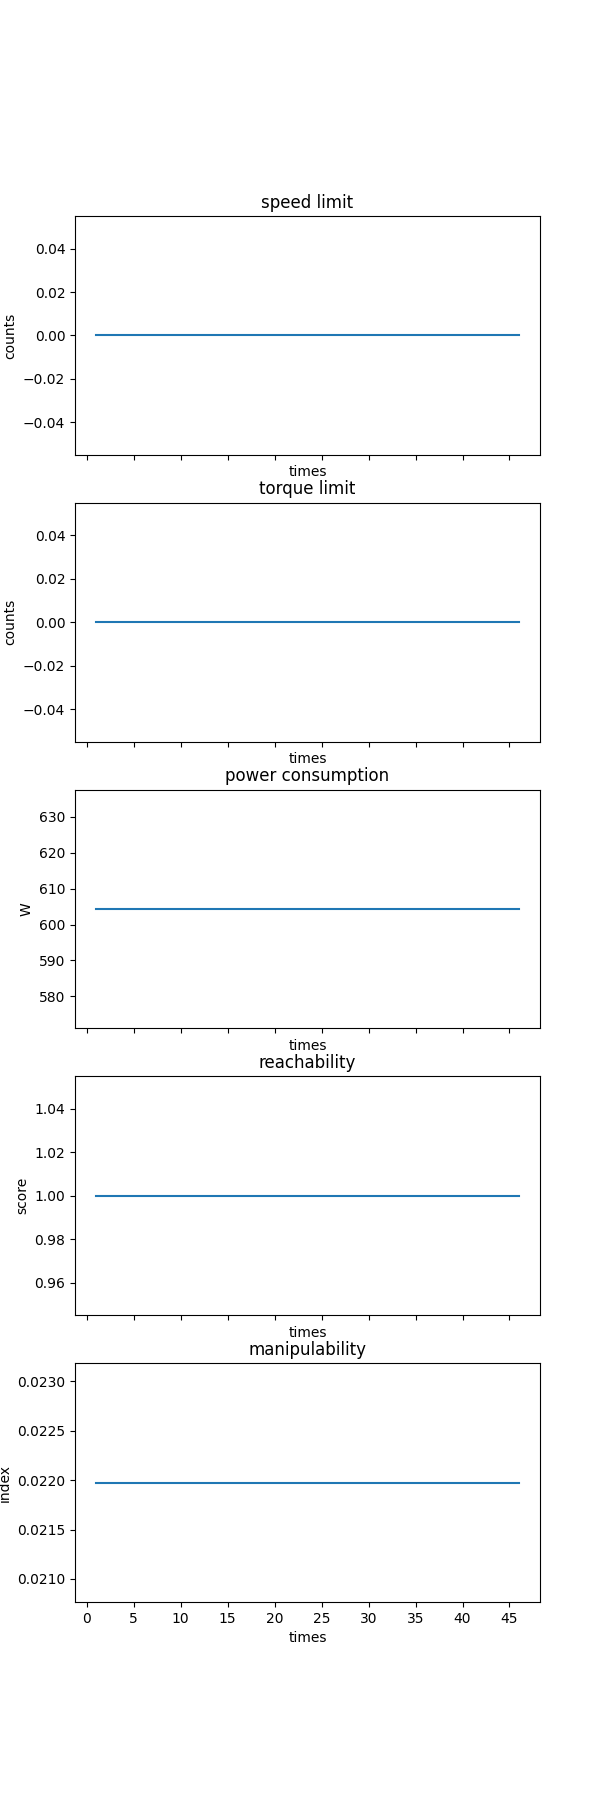 speed limit
0.04
0.02
0.00
−0.02
−0.04
counts
times
torque limit
0.04
0.02
0.00
−0.02
−0.04
counts
times
power consumption
630
620
610
600
590
580
W
times
reachability
1.04
1.02
1.00
0.98
0.96
score
times
manipulability
0.0230
0.0225
0.0220
0.0215
0.0210
index
0 5 10 15 20 25 30 35 40 45
times